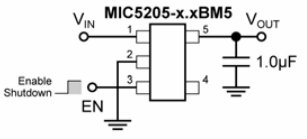 MIC5205-x.xBM5
VIN
VOUT
1
5
2
1.0µF
Enable
Shutdown
3
4
EN